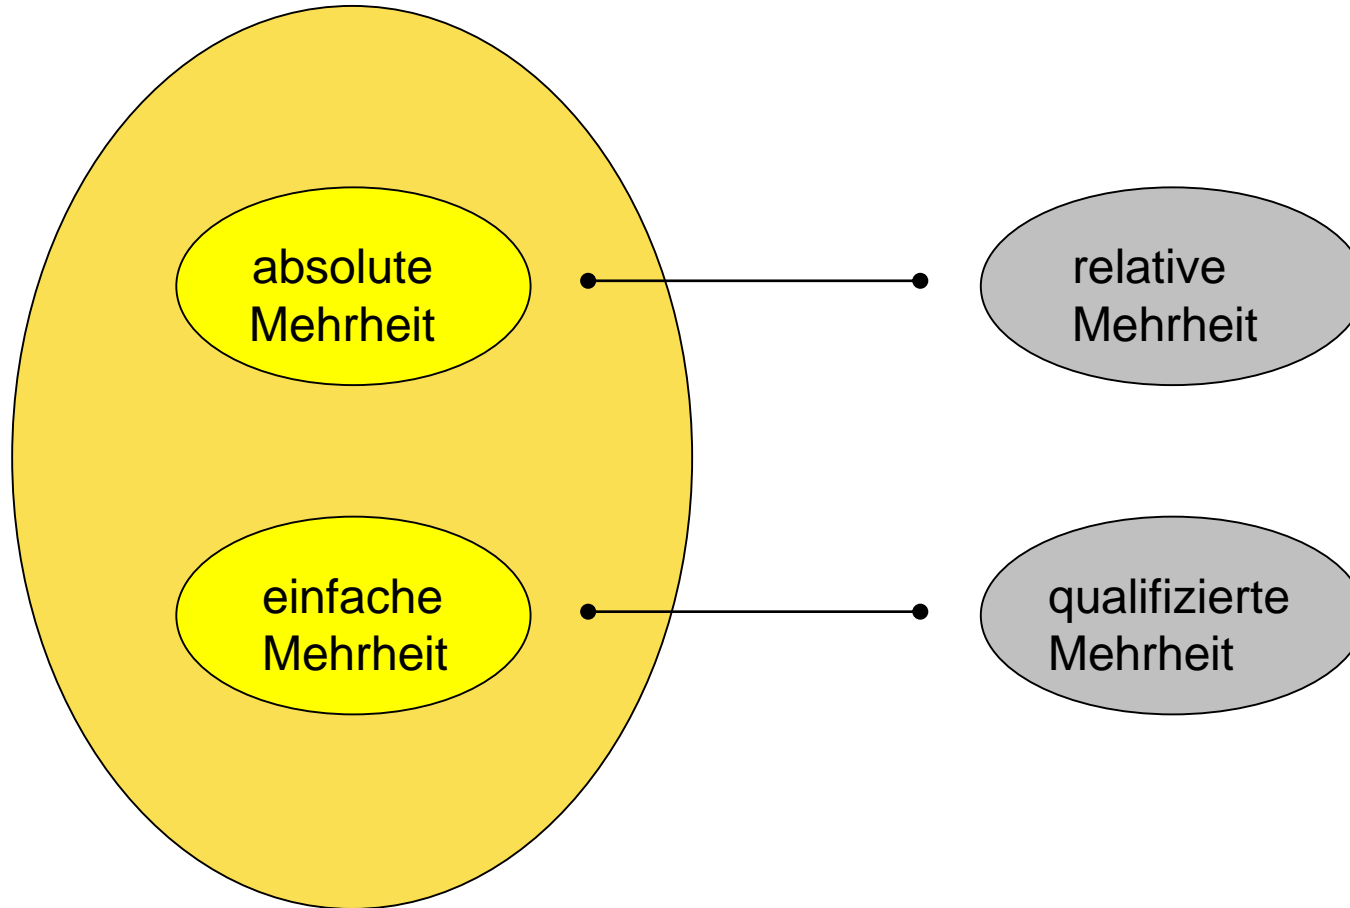 absolute
Mehrheit
relative
Mehrheit
einfache
Mehrheit
qualifizierte
Mehrheit